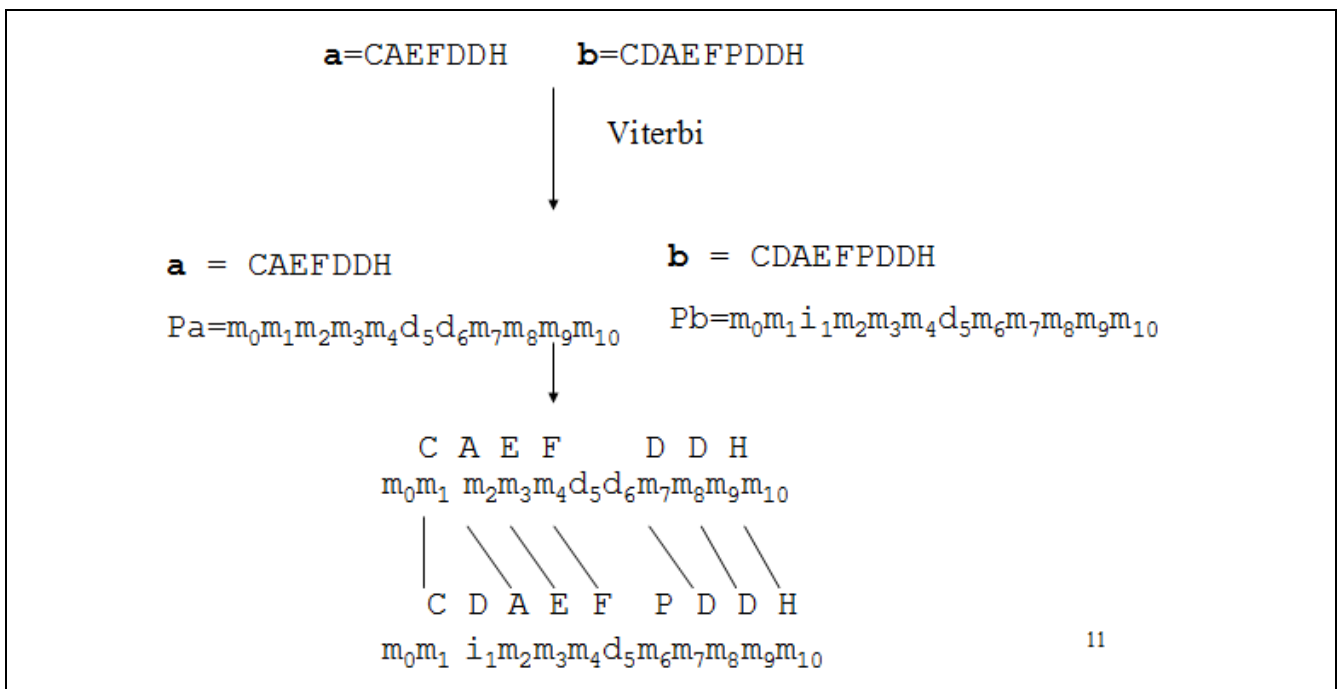 a=CAEFDDH b=CDAEFPDDH
Viterbi
a = CAEFDDH b = CDAEFPDDH
Pa=m₀m₁m₂m₃m₄d₅d₆m₇m₈m₉m₁₀ Pb=m₀m₁i₁m₂m₃m₄d₅m₆m₇m₈m₉m₁₀
C A E F D D H
m₀m₁ m₂m₃m₄d₅d₆m₇m₈m₉m₁₀
C D A E F P D D H
m₀m₁ i₁m₂m₃m₄d₅m₆m₇m₈m₉m₁₀
11